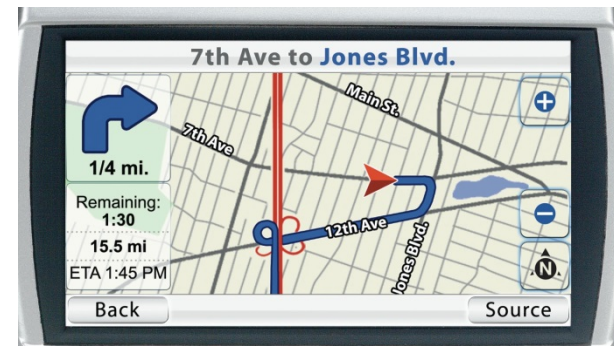 7th Ave to Jones Blvd.
1/4 mi.
Remaining:
1:30
15.5 mi
ETA 1:45 PM
Main St.
7th Ave
12th Ave
Jones Blvd.
+
−
N
Back
Source